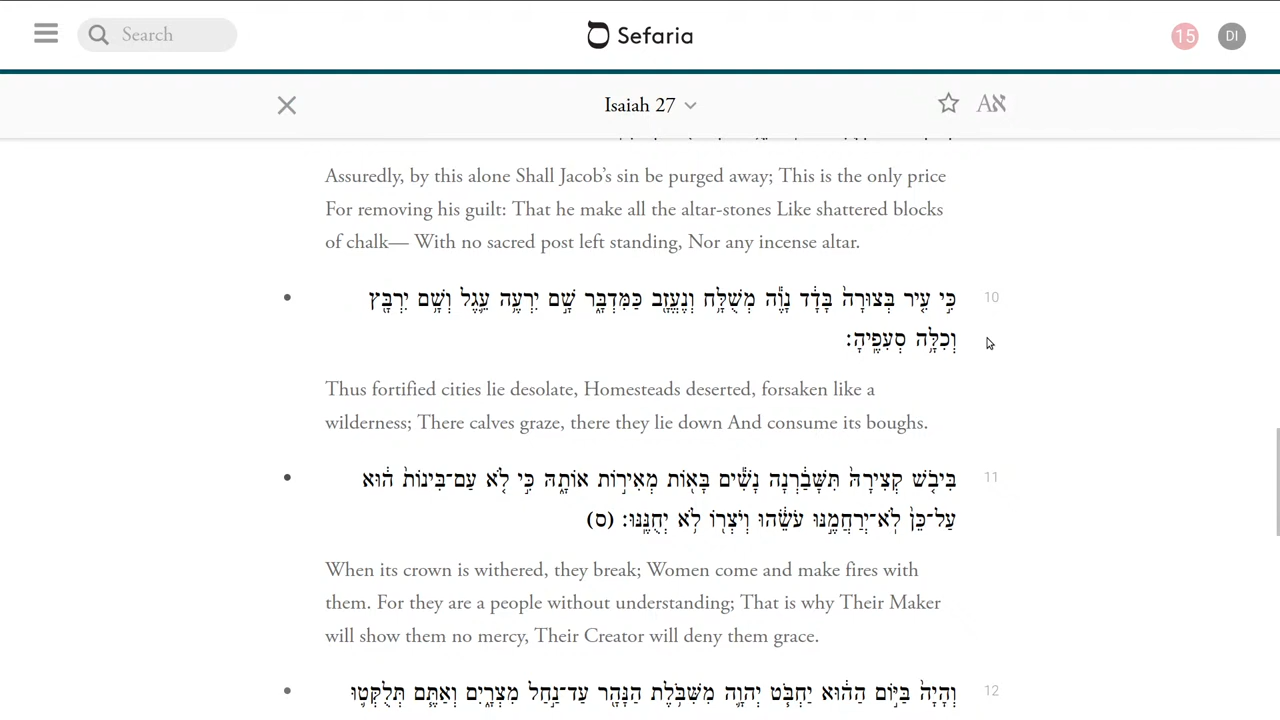 Search
Sefaria
15
DI
Isaiah 27
Assuredly, by this alone Shall Jacob’s sin be purged away; This is the only price
For removing his guilt: That he make all the altar-stones Like shattered blocks
of chalk— With no sacred post left standing, Nor any incense altar.
10
כִּ֣י עִ֤יר בְּצוּרָה֙ בָּדָ֔ד נָוֶ֕ה מְשֻׁלָּ֥ח וְנֶעֱזָ֖ב כַּמִּדְבָּ֑ר שָׁ֣ם יִרְעֶ֥ה עֵ֛גֶל וְשָׁ֥ם יִרְבָּ֖ץ
וְכִלָּ֥ה סְעִפֶֽיהָ׃
Thus fortified cities lie desolate, Homesteads deserted, forsaken like a
wilderness; There calves graze, there they lie down And consume its boughs.
11
בִּיבֹ֤שׁ קְצִירָהּ֙ תִּשָּׁבַ֔רְנָה נָשִׁ֕ים בָּא֖וֹת מְאִיר֣וֹת אוֹתָ֑הּ כִּ֣י לֹ֤א עַם־בִּינוֹת֙ ה֔וּא
עַל־כֵּן֙ לֹֽא־יְרַחֲמֶ֣נּוּ עֹשֵׂ֔הוּ וְיֹצְר֖וֹ לֹ֥א יְחֻנֶּֽנּוּ׃ (ס)
When its crown is withered, they break; Women come and make fires with
them. For they are a people without understanding; That is why Their Maker
will show them no mercy, Their Creator will deny them grace.
12
וְהָיָה֙ בַּיּ֣וֹם הַה֔וּא יַחְבֹּ֧ט יְהוָ֛ה מִשִּׁבֹּ֥לֶת הַנָּהָ֖ר עַד־נַ֣חַל מִצְרָ֑יִם וְאַתֶּ֧ם תְּלֻקְּט֛וּ